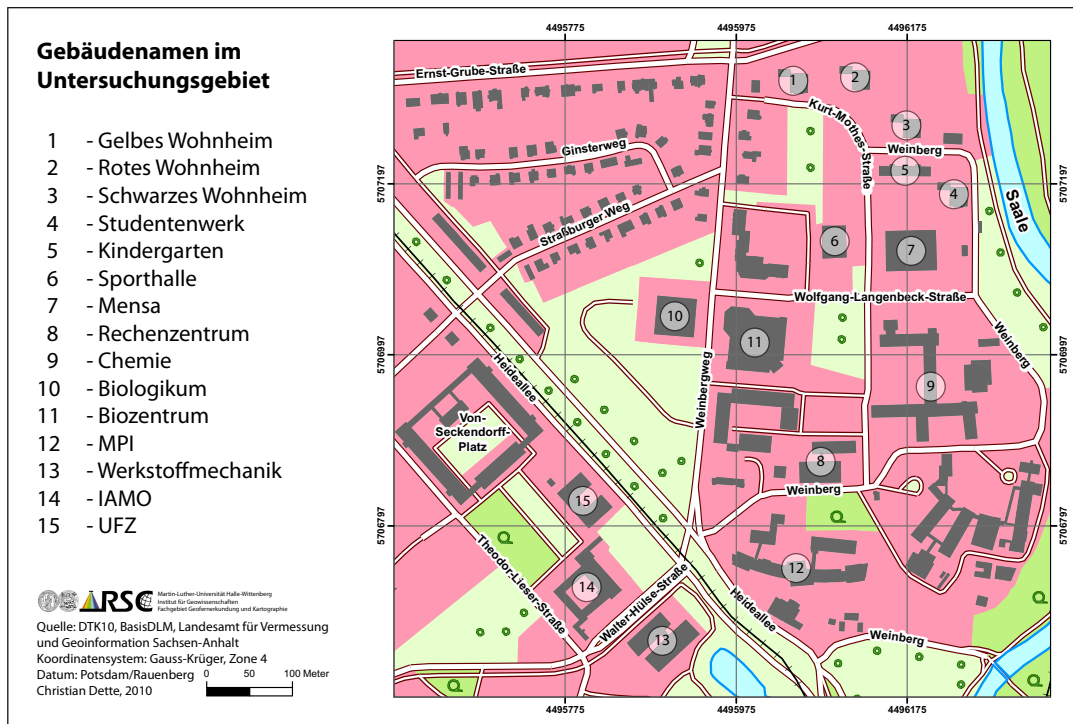 Gebäudenamen im
Untersuchungsgebiet
1 - Gelbes Wohnheim
2 - Rotes Wohnheim
3 - Schwarzes Wohnheim
4 - Studentenwerk
5 - Kindergarten
6 - Sporthalle
7 - Mensa
8 - Rechenzentrum
9 - Chemie
10 - Biologikum
11 - Biozentrum
12 - MPI
13 - Werkstoffmechanik
14 - IAMO
15 - UFZ
RSC
Martin-Luther-Universität Halle-Wittenberg
Institut für Geowissenschaften
Fachgebiet Geofernerkundung und Kartographie
Quelle: DTK10, BasisDLM, Landesamt für Vermessung
und Geoinformation Sachsen-Anhalt
Koordinatensystem: Gauss-Krüger, Zone 4
Datum: Potsdam/Rauenberg
Christian Dette, 2010
0 50 100 Meter
4495775 4495975 4496175
Ernst-Grube-Straße
1
2
Kurt-Mothes-Straße
3
Ginsterweg
Weinberg
5
4
5707197
5707197
Saale
Straßburger Weg
6
7
Wolfgang-Langenbeck-Straße
10
11
Weinberg
5706997
5706997
Heideallee
Weinbergweg
9
Von-
Seckendorff-
Platz
8
Weinberg
15
5706797
5706797
Theodor-Lieser-Straße
12
14
Heideallee
Walter-Hülse-Straße
13
Weinberg
4495775 4495975 4496175